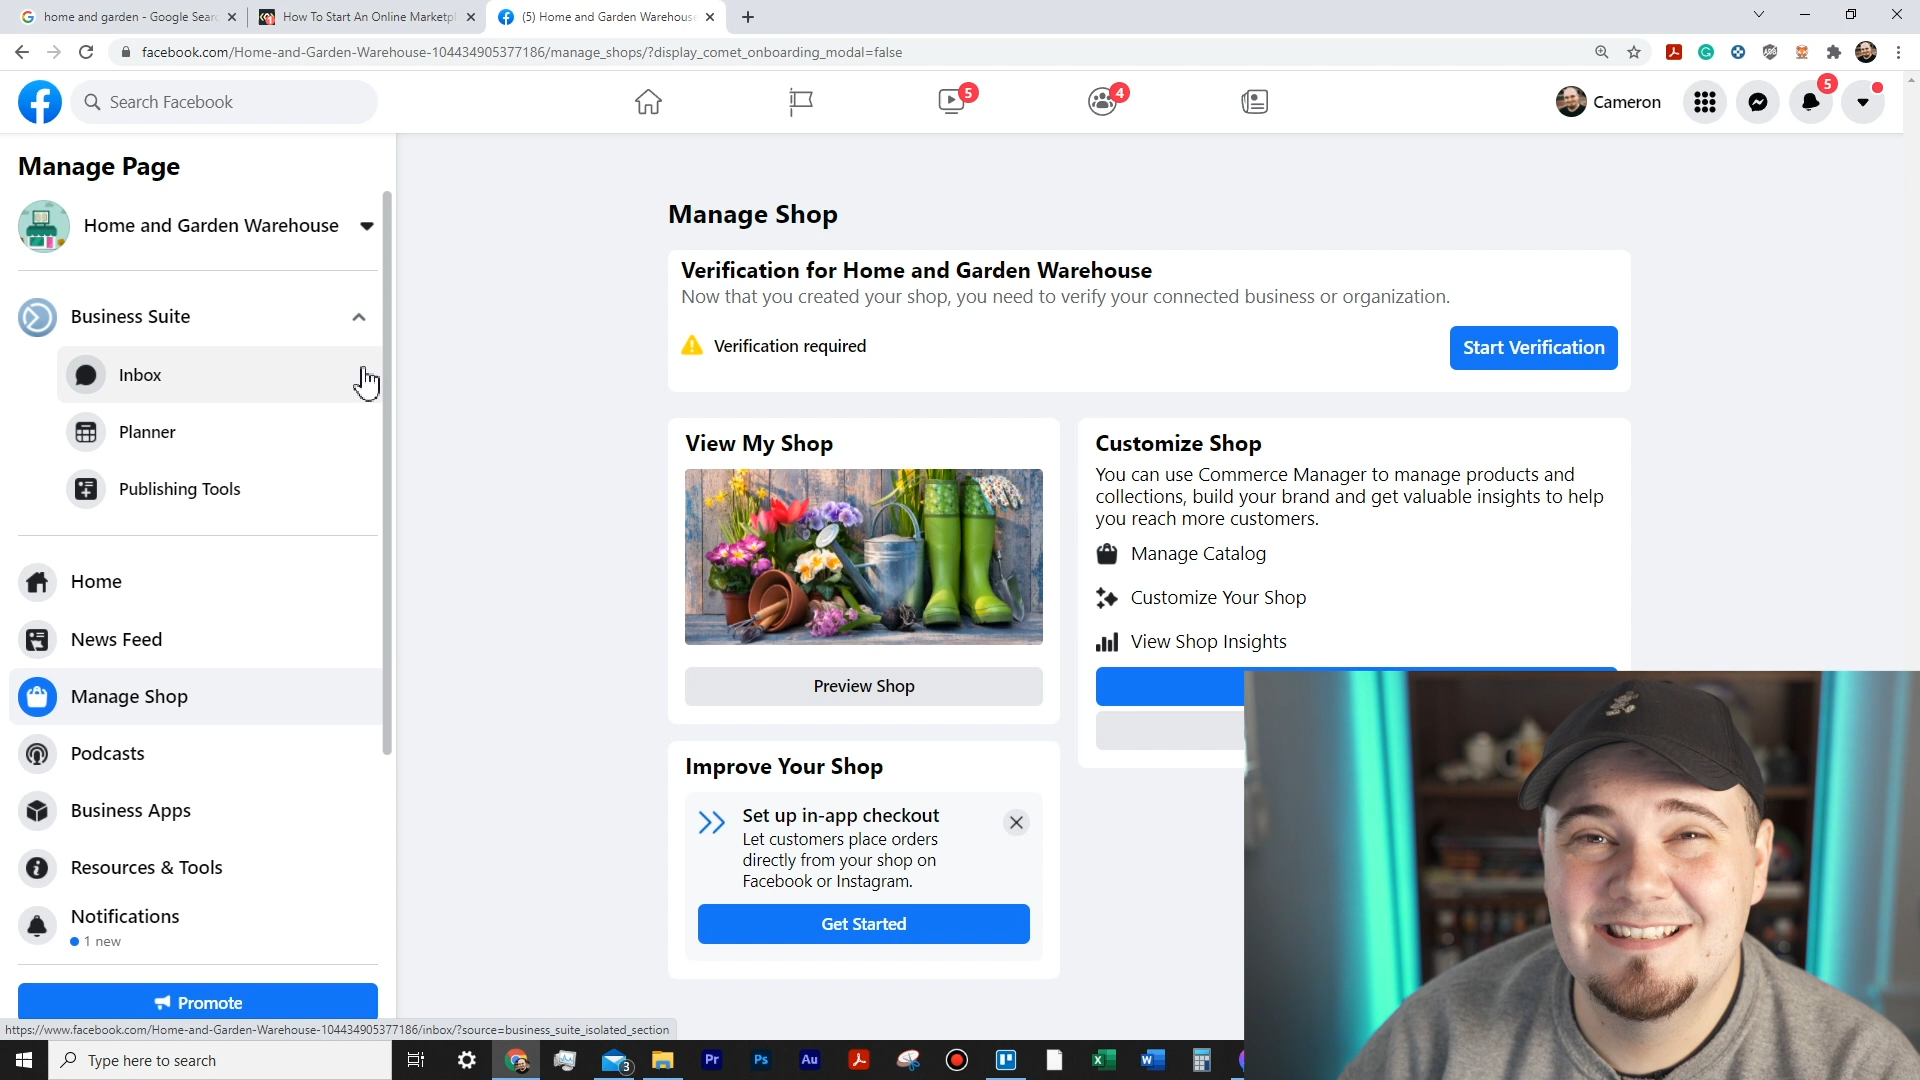 home and garden - Google Sear
How To Start An Online Marketpl
(5) Home and Garden Warehouse
facebook.com/Home-and-Garden-Warehouse-104434905377186/manage_shops/?display_comet_onboarding_modal=false
Search Facebook
5
4
Cameron
5
Manage Page
Home and Garden Warehouse
Business Suite
Inbox
Planner
Publishing Tools
Home
News Feed
Manage Shop
Podcasts
Business Apps
Resources & Tools
Notifications
1 new
Promote
https://www.facebook.com/Home-and-Garden-Warehouse-104434905377186/inbox/?source=business_suite_isolated_section
Manage Shop
Verification for Home and Garden Warehouse
Now that you created your shop, you need to verify your connected business or organization.
Verification required
Start Verification
View My Shop
Preview Shop
Customize Shop
You can use Commerce Manager to manage products and
collections, build your brand and get valuable insights to help
you reach more customers.
Manage Catalog
Customize Your Shop
View Shop Insights
Improve Your Shop
Set up in-app checkout
Let customers place orders
directly from your shop on
Facebook or Instagram.
Get Started
Type here to search
3
Pr
Ps
Au